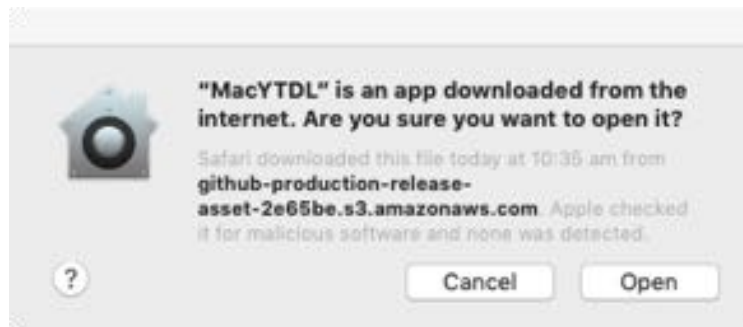 “MacYTDL” is an app downloaded from the
internet. Are you sure you want to open it?
Safari downloaded this file today at 10:35 am from
github-production-release-
asset-2e65be.s3.amazonaws.com. Apple checked
it for malicious software and none was detected.
? Cancel Open